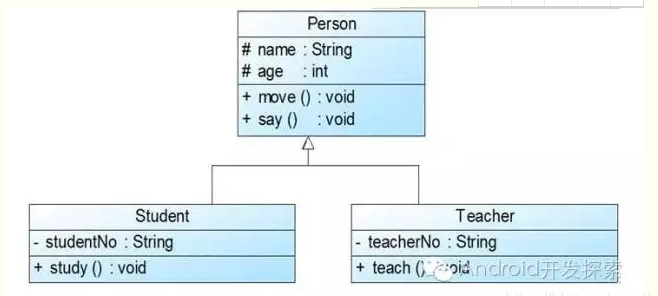 Person
# name : String
# age : int
+ move () : void
+ say () : void
Student
- studentNo : String
+ study () : void
Teacher
- teacherNo : String
+ teach () : void
Android开发探索